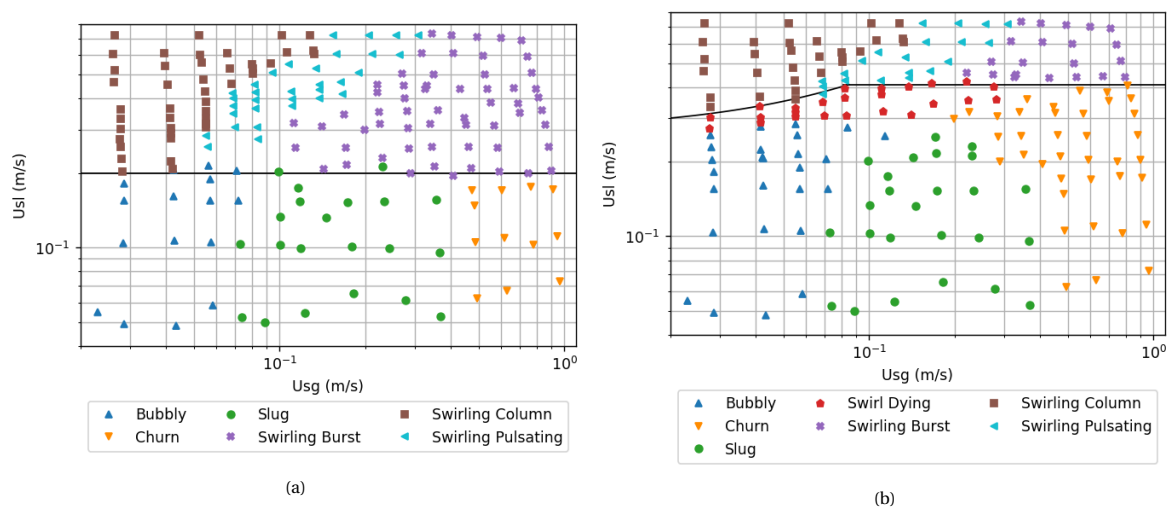 Usl (m/s)
10⁻¹
10⁻¹
10⁰
Usg (m/s)
Bubbly
Slug
Swirling Column
Churn
Swirling Burst
Swirling Pulsating
(a)
Usl (m/s)
10⁻¹
10⁻¹
10⁰
Usg (m/s)
Bubbly
Swirl Dying
Swirling Column
Churn
Swirling Burst
Swirling Pulsating
Slug
(b)